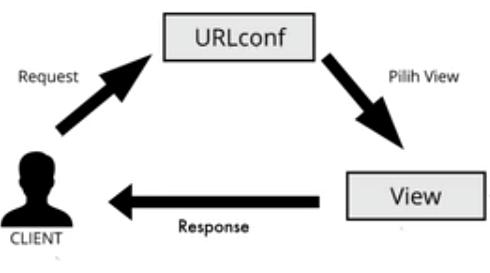 URLconf
Request
Pilih View
View
Response
CLIENT